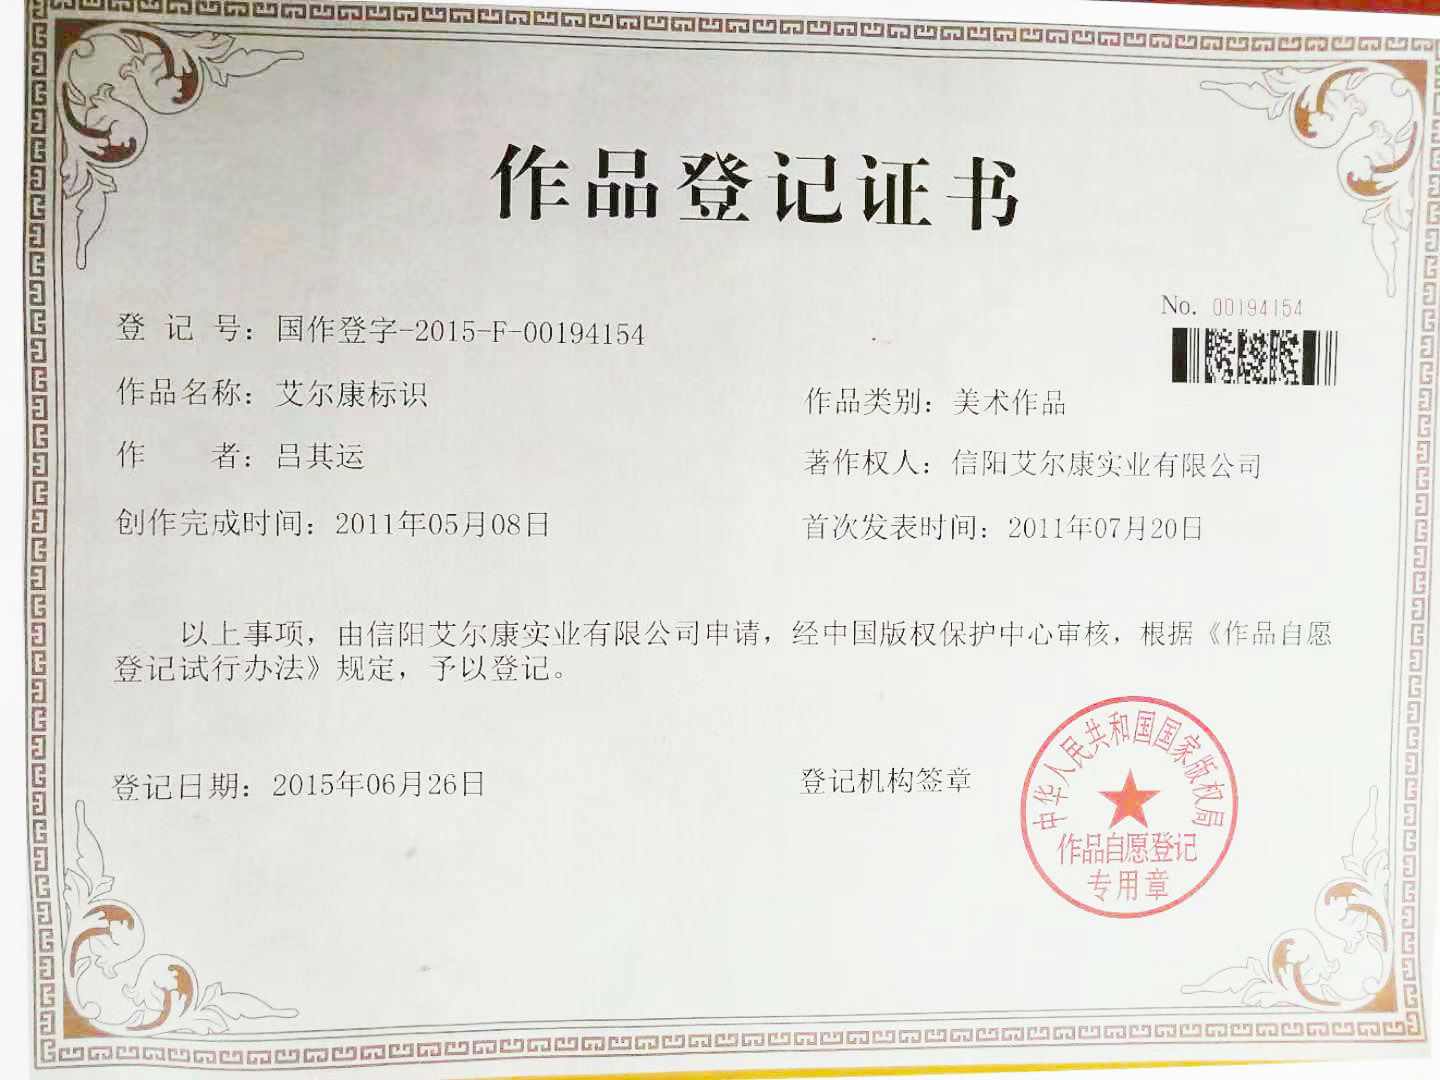 作品登记证书
No. 00194154
登 记 号：国作登字-2015-F-00194154
作品名称：艾尔康标识
作品类别：美术作品
作 者：吕其运
著作权人：信阳艾尔康实业有限公司
创作完成时间：2011年05月08日
首次发表时间：2011年07月20日
以上事项，由信阳艾尔康实业有限公司申请，经中国版权保护中心审核，根据《作品自愿
登记试行办法》规定，予以登记。
登记日期：2015年06月26日
登记机构签章
中华人民共和国国家版权局
作品自愿登记
专用章